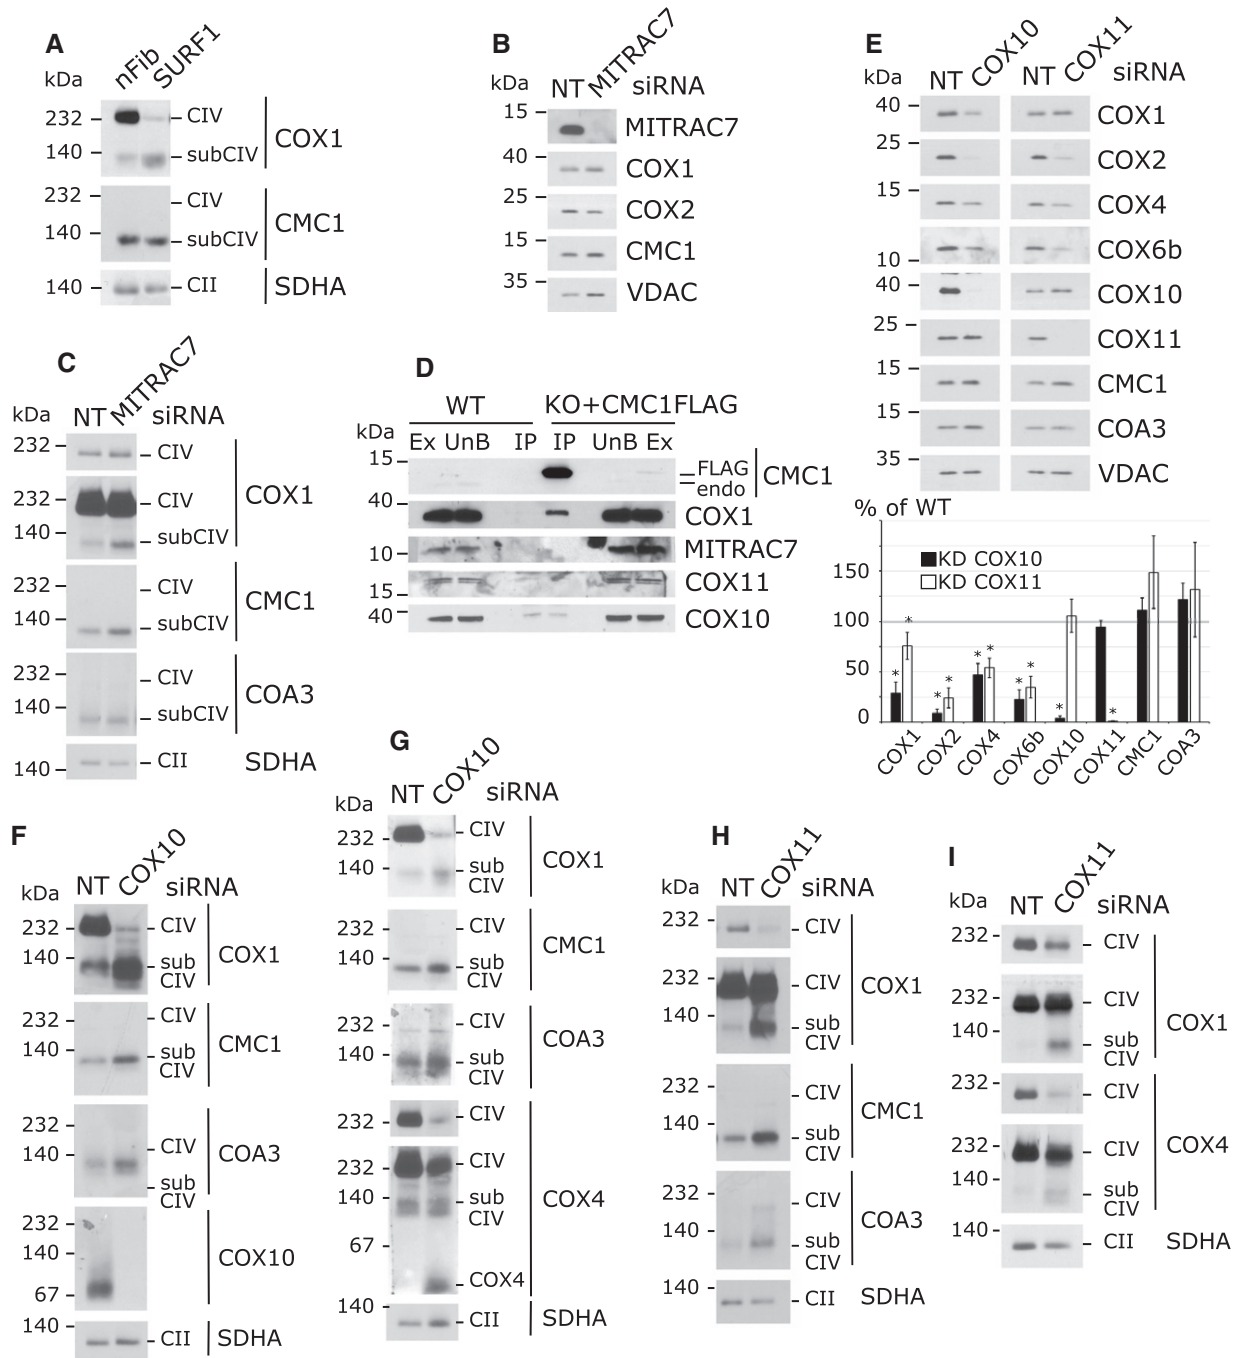 A
kDa
nFib
SURF1
232
140
CIV
subCIV
COX1
232
140
CIV
subCIV
CMC1
140
CII
SDHA
B
kDa
NT
MITRAC7
siRNA
15
MITRAC7
40
COX1
25
COX2
15
CMC1
35
VDAC
E
kDa
NT
COX10
NT
COX11
siRNA
40
COX1
25
COX2
15
COX4
COX6b
10
40
COX10
25
COX11
15
CMC1
15
COA3
35
VDAC
% of WT
KD COX10
KD COX11
150
100
50
0
* * * * * * * * * *
COX1
COX2
COX4
COX6b
COX10
COX11
CMC1
COA3
C
kDa
NT
MITRAC7
siRNA
232
CIV
232
CIV
140
subCIV
COX1
232
CIV
140
subCIV
CMC1
232
CIV
140
subCIV
COA3
140
CII
SDHA
D
WT
KO+CMC1FLAG
kDa
Ex UnB IP IP UnB Ex
15
FLAG
endo
CMC1
40
COX1
10
MITRAC7
15
COX11
40
COX10
F
kDa
NT
COX10
siRNA
232
CIV
140
sub
CIV
COX1
232
CIV
140
sub
CIV
CMC1
232
CIV
140
sub
CIV
COA3
232
140
67
COX10
140
CII
SDHA
G
kDa
NT
COX10
siRNA
232
CIV
140
sub
CIV
COX1
232
CIV
140
sub
CIV
CMC1
232
CIV
140
sub
CIV
COA3
232
CIV
232
CIV
140
sub
CIV
67
COX4
COX4
140
CII
SDHA
H
kDa
NT
COX11
siRNA
232
CIV
232
CIV
140
sub
CIV
COX1
232
CIV
140
sub
CIV
CMC1
232
CIV
140
sub
CIV
COA3
140
CII
SDHA
I
kDa
NT
COX11
siRNA
232
CIV
232
CIV
140
sub
CIV
COX1
232
CIV
232
CIV
140
sub
CIV
COX4
140
CII
SDHA